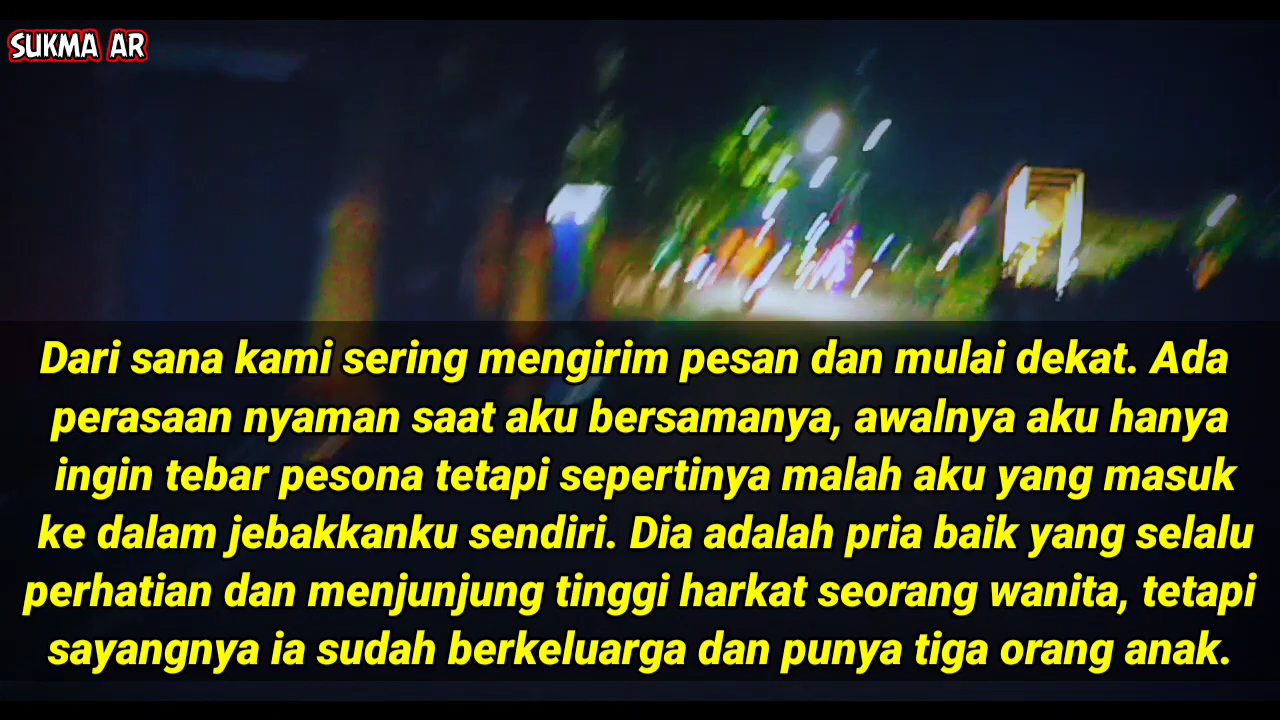 SUKMA AR
Dari sana kami sering mengirim pesan dan mulai dekat. Ada
perasaan nyaman saat aku bersamanya, awalnya aku hanya
ingin tebar pesona tetapi sepertinya malah aku yang masuk
ke dalam jebakkanku sendiri. Dia adalah pria baik yang selalu
perhatian dan menjunjung tinggi harkat seorang wanita, tetapi
sayangnya ia sudah berkeluarga dan punya tiga orang anak.